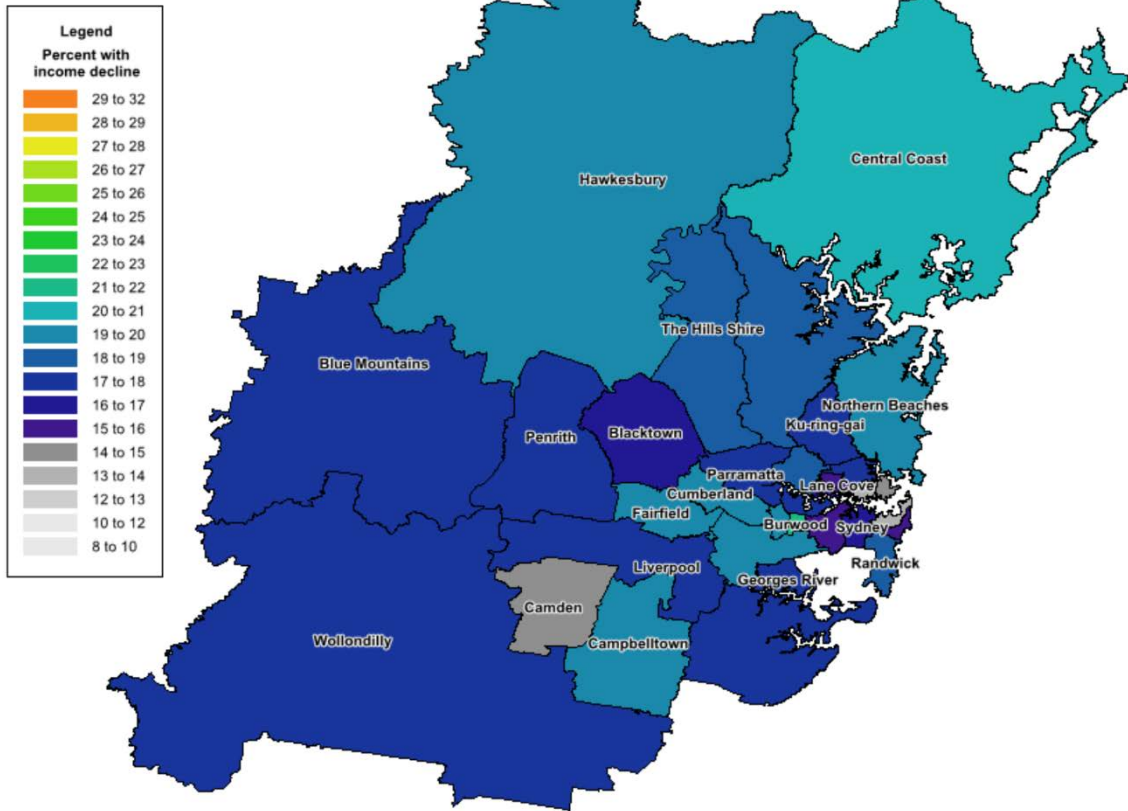 Legend
Percent with
income decline
29 to 32
28 to 29
27 to 28
26 to 27
25 to 26
24 to 25
23 to 24
22 to 23
21 to 22
20 to 21
19 to 20
18 to 19
17 to 18
16 to 17
15 to 16
14 to 15
13 to 14
12 to 13
10 to 12
8 to 10
Central Coast
Hawkesbury
The Hills Shire
Blue Mountains
Northern Beaches
Ku-ring-gai
Penrith
Blacktown
Parramatta
Lane Cove
Cumberland
Fairfield
Burwood
Sydney
Randwick
Liverpool
Georges River
Camden
Wollondilly
Campbelltown